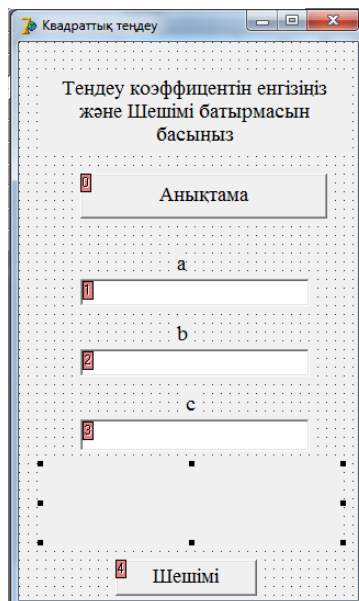 Квадраттық теңдеу
Теңдеу коэффицентін енгізіңіз
және Шешімі батырмасын
басыңыз
0
Анықтама
a
1
b
2
c
3
4
Шешімі